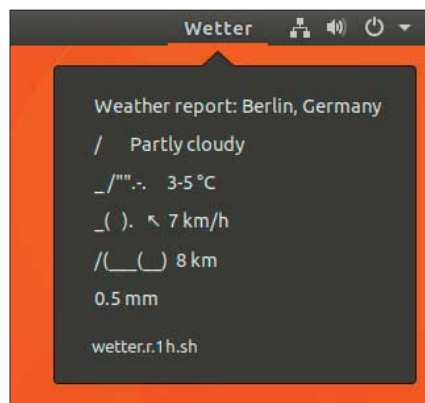 Wetter
Weather report: Berlin, Germany
/ Partly cloudy
_/"".-. 3-5 °C
_( ). ↖ 7 km/h
/(___(__) 8 km
0.5 mm
wetter.r.1h.sh